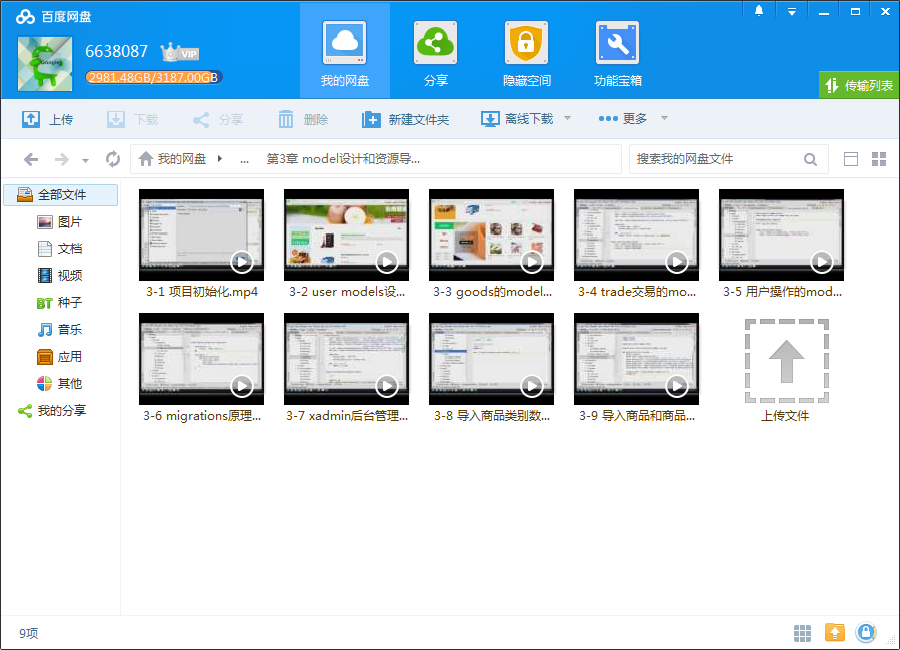 百度网盘
6638087 VIP
2981.48GB/3187.00GB
我的网盘 分享 隐藏空间 功能宝箱
传输列表
上传 下载 分享 删除 新建文件夹 离线下载 更多
我的网盘 ... 第3章 model设计和资源导... 搜索我的网盘文件
全部文件
图片
文档
视频
BT 种子
音乐
应用
其他
我的分享
3-1 项目初始化.mp4 3-2 user models设... 3-3 goods的model... 3-4 trade交易的mo... 3-5 用户操作的mod...
3-6 migrations原理... 3-7 xadmin后台管理... 3-8 导入商品类别数... 3-9 导入商品和商品... 上传文件
9项